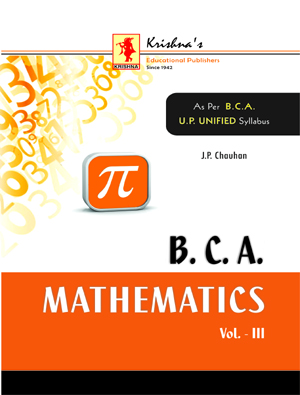 Krishna's
KRISHNA
Educational Publishers
Since 1942
As Per B.C.A.
U.P. UNIFIED Syllabus
J.P. Chauhan
π
B. C. A.
MATHEMATICS
Vol. - III